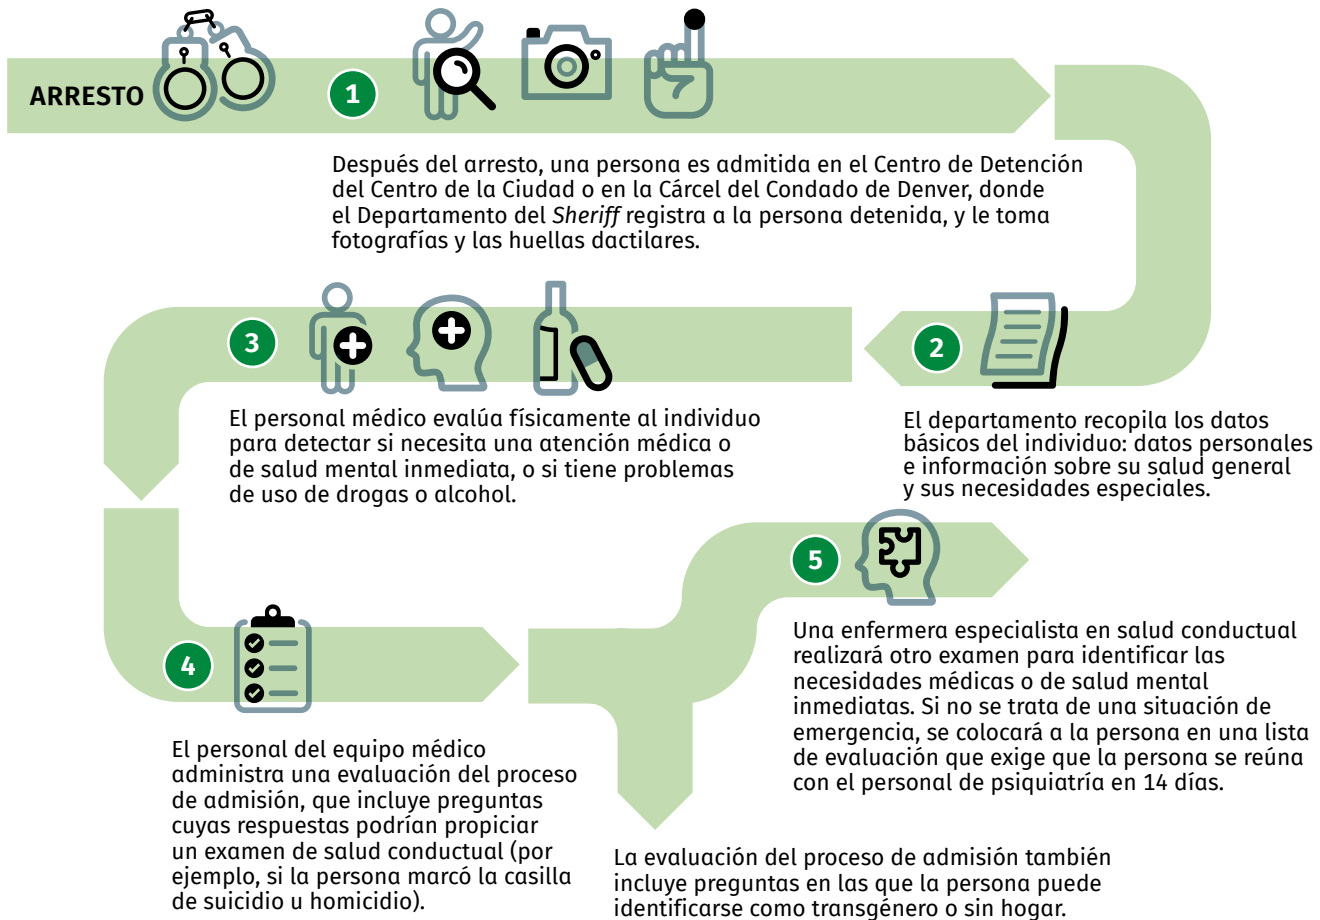 ARRESTO
1
Después del arresto, una persona es admitida en el Centro de Detención
del Centro de la Ciudad o en la Cárcel del Condado de Denver, donde
el Departamento del Sheriff registra a la persona detenida, y le toma
fotografías y las huellas dactilares.
2
El departamento recopila los datos
básicos del individuo: datos personales
e información sobre su salud general
y sus necesidades especiales.
3
El personal médico evalúa físicamente al individuo
para detectar si necesita una atención médica o
de salud mental inmediata, o si tiene problemas
de uso de drogas o alcohol.
4
El personal del equipo médico
administra una evaluación del proceso
de admisión, que incluye preguntas
cuyas respuestas podrían propiciar
un examen de salud conductual (por
ejemplo, si la persona marcó la casilla
de suicidio u homicidio).
5
Una enfermera especialista en salud conductual
realizará otro examen para identificar las
necesidades médicas o de salud mental
inmediatas. Si no se trata de una situación de
emergencia, se colocará a la persona en una lista
de evaluación que exige que la persona se reúna
con el personal de psiquiatría en 14 días.
La evaluación del proceso de admisión también
incluye preguntas en las que la persona puede
identificarse como transgénero o sin hogar.